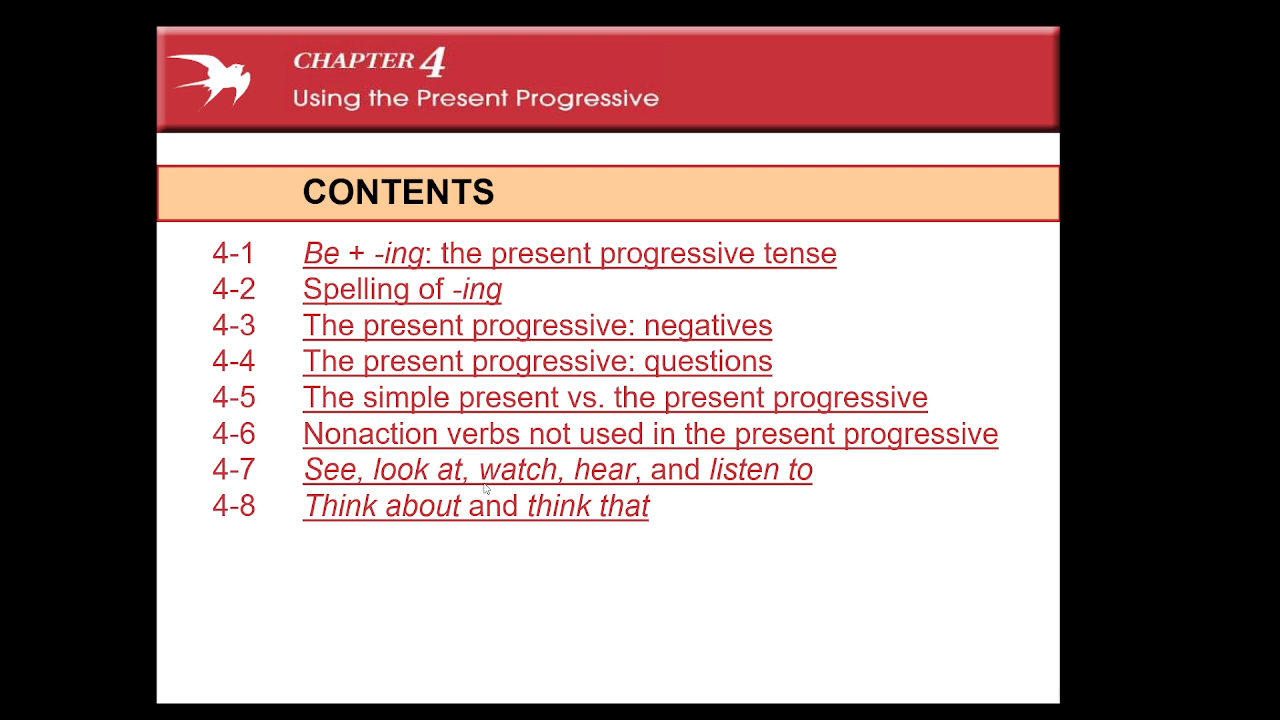 CHAPTER 4
Using the Present Progressive
CONTENTS
4-1 Be + -ing: the present progressive tense
4-2 Spelling of -ing
4-3 The present progressive: negatives
4-4 The present progressive: questions
4-5 The simple present vs. the present progressive
4-6 Nonaction verbs not used in the present progressive
4-7 See, look at, watch, hear, and listen to
4-8 Think about and think that